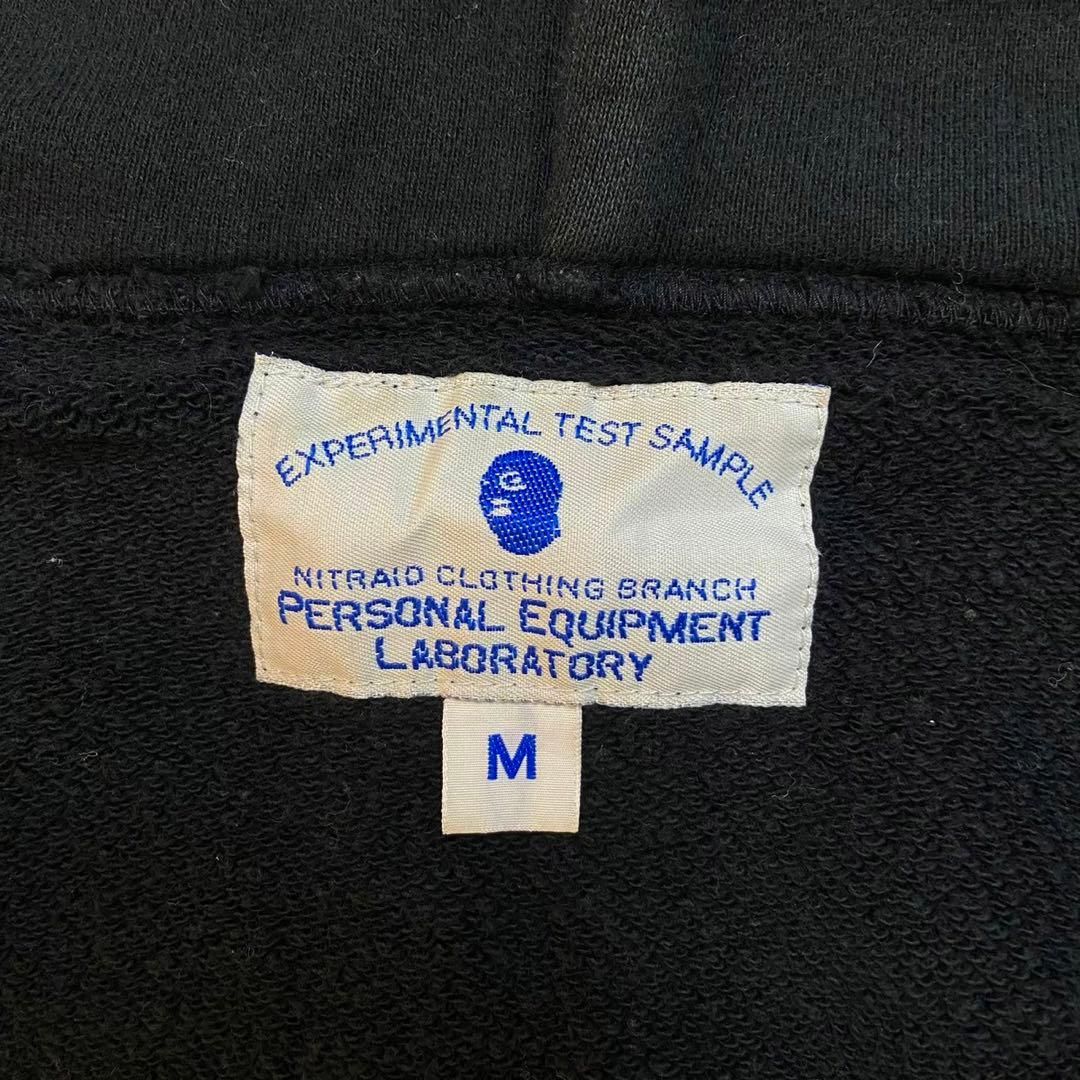 EXPERIMENTAL TEST SAMPLE
NITRAID CLOTHING BRANCH
PERSONAL EQUIPMENT
LABORATORY
M